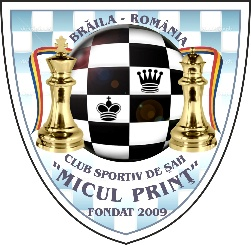 BRĂILA - ROMÂNIA
CLUB SPORTIV DE ȘAH
"MICUL PRINȚ"
FONDAT 2009